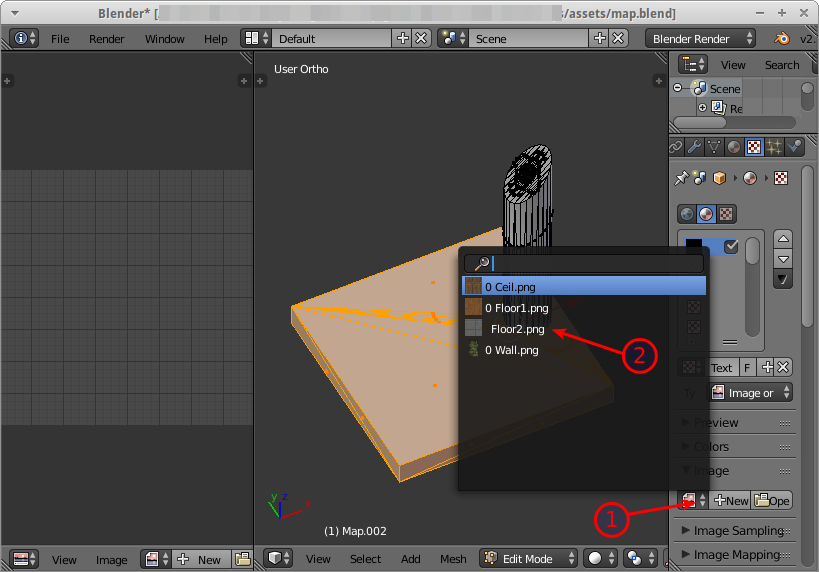 Blender* [ s/assets/map.blend]
File Render Window Help Default Scene Blender Render v2.
User Ortho
View Search
Scene
Re
0 Ceil.png
0 Floor1.png
Floor2.png
0 Wall.png
2
Text F
Ty Image or
Preview
Colors
Image
New Ope
1
Image Sampling
Image Mapping
y z x
(1) Map.002
View Image New View Select Add Mesh Edit Mode